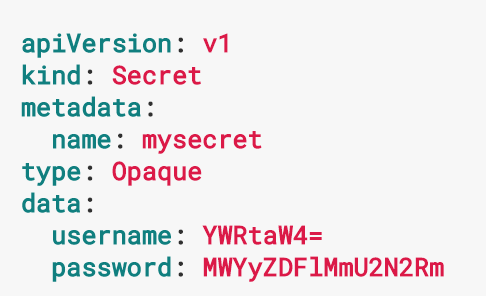 apiVersion: v1
kind: Secret
metadata:
  name: mysecret
type: Opaque
data:
  username: YWRtaW4=
  password: MWYyZDFlMmU2N2Rm